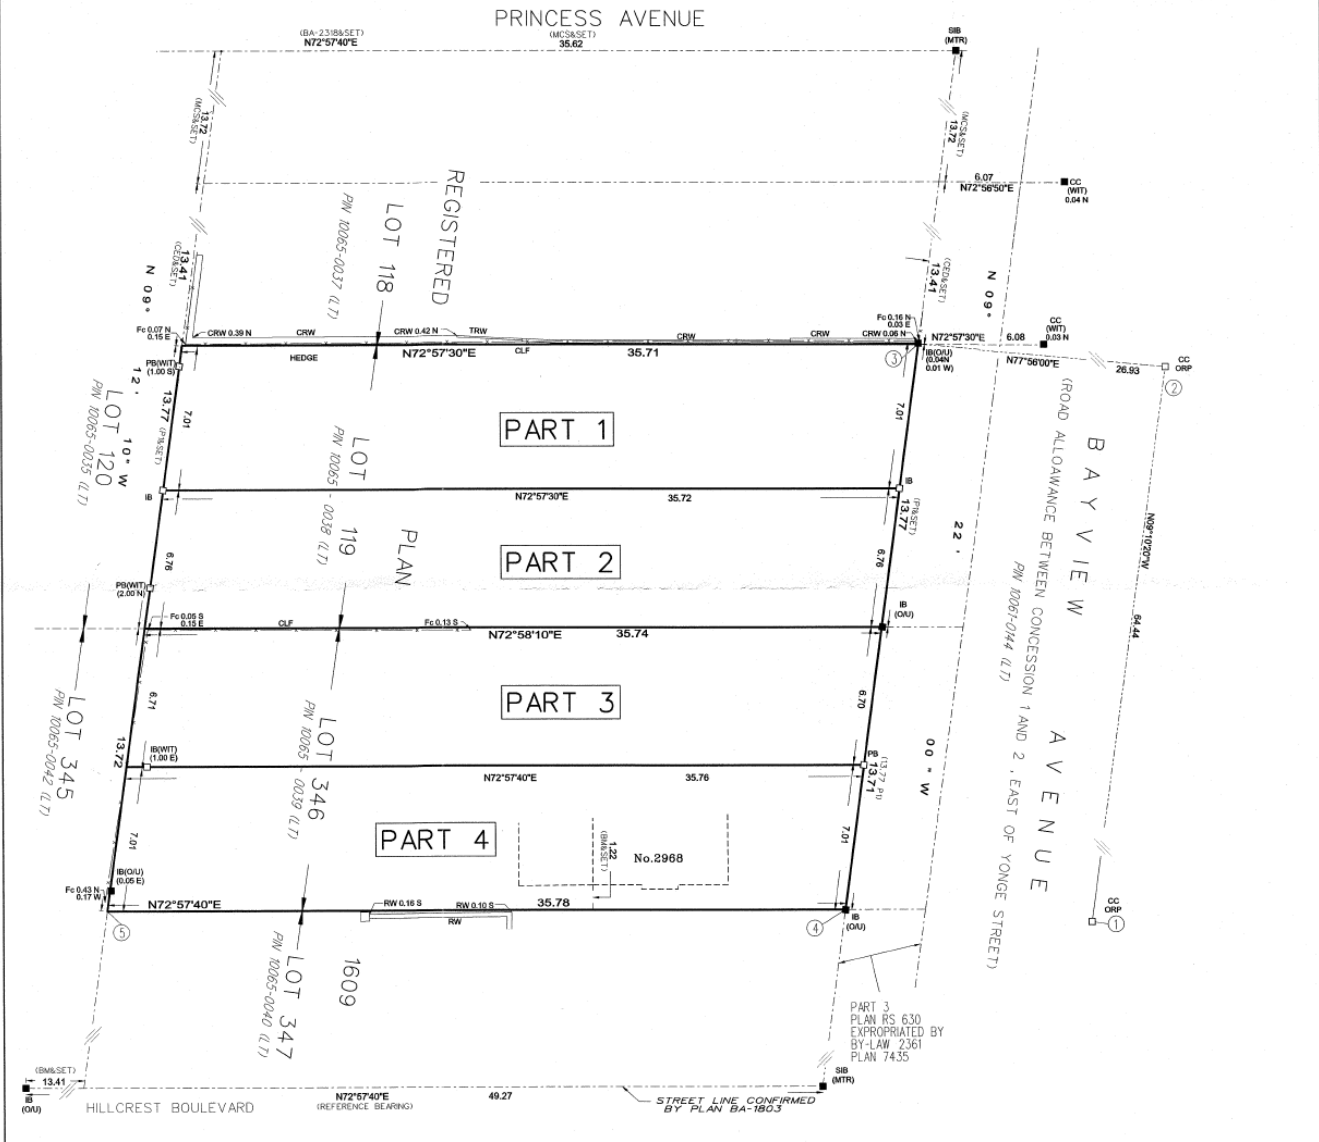 PRINCESS AVENUE
(BA-2318&SET)
N72°57'40"E
(MCS&SET)
35.62
SIB
(MTR)
(MCS&SET)
13.72
(MCS&SET)
13.72
6.07
N72°56'50"E
CC
(WIT)
0.04 N
REGISTERED
LOT 118
PIN 10065-0037 (LT)
(CED&SET)
13.41
(CED&SET)
13.41
N 09°
N 09°
Fc 0.07 N
0.15 E
CRW 0.39 N
CRW
CRW 0.42 N
TRW
CRW
CRW
CRW 0.06 N
Fc 0.16 N
0.03 E
HEDGE
N72°57'30"E
CLF
35.71
3
IB(O/U)
(0.04N
0.01 W)
N72°57'30"E
6.08
CC
(WIT)
0.03 N
N77°56'00"E
26.93
CC
ORP
2
PB(WIT)
(1.00 S)
12'
13.77
(P1&SET)
7.01
PART 1
7.01
LOT 120
PIN 10065-0035 (LT)
10" W
LOT 119
PIN 10065 - 0038 (LT)
PLAN
IB
N72°57'30"E
35.72
IB
(P1&SET)
13.77
22'
BAYVIEW AVENUE
(ROAD ALLOAWANCE BETWEEN CONCESSION 1 AND 2 , EAST OF YONGE STREET)
PIN 10061-0144 (LT)
N09°10'20"W
64.44
6.76
PART 2
6.76
PB(WIT)
(2.00 N)
Fc 0.05 S
0.15 E
CLF
Fc 0.13 S
N72°58'10"E
35.74
IB
(O/U)
LOT 345
PIN 10065-0042 (LT)
6.71
13.72
PART 3
6.70
LOT 346
PIN 10065 - 0039 (LT)
IB(WIT)
(1.00 E)
N72°57'40"E
35.76
PB
(13.77 P1)
13.71
00" W
7.01
PART 4
1.22
(BM&SET)
No.2968
7.01
IB(O/U)
(0.05 E)
Fc 0.43 N
0.17 W
N72°57'40"E
RW 0.16 S
RW 0.10 S
RW
35.78
5
4
IB
(O/U)
CC
ORP
1
LOT 347
PIN 10065-0040 (LT)
1609
PART 3
PLAN RS 630
EXPROPRIATED BY
BY-LAW 2361
PLAN 7435
(BM&SET)
13.41
IB
(O/U)
HILLCREST BOULEVARD
N72°57'40"E
(REFERENCE BEARING)
49.27
STREET LINE CONFIRMED
BY PLAN BA-1803
SIB
(MTR)